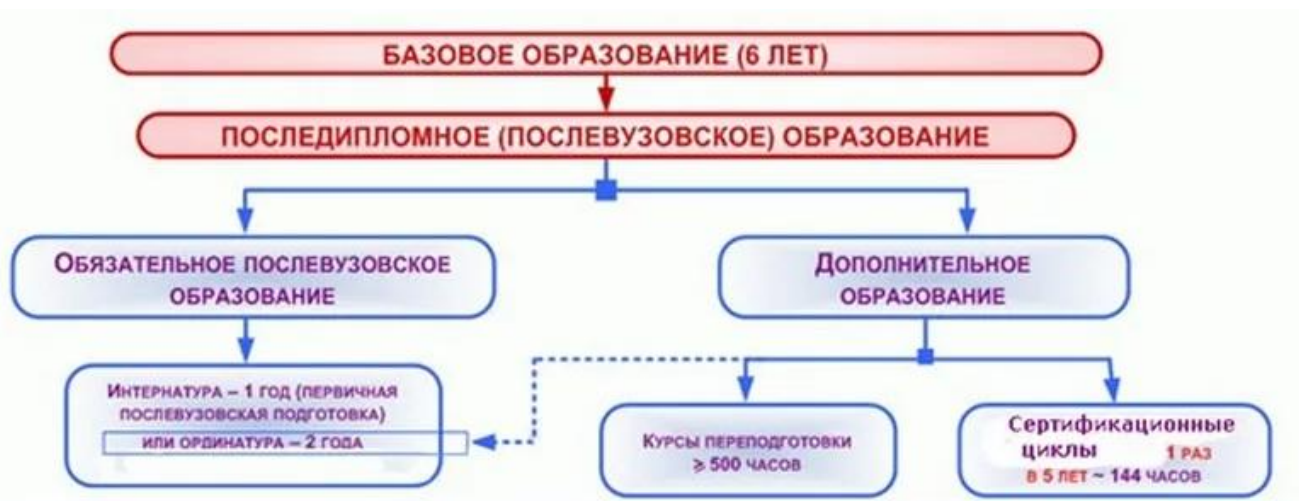 БАЗОВОЕ ОБРАЗОВАНИЕ (6 ЛЕТ)
ПОСЛЕДИПЛОМНОЕ (ПОСЛЕВУЗОВСКОЕ) ОБРАЗОВАНИЕ
ОБЯЗАТЕЛЬНОЕ ПОСЛЕВУЗОВСКОЕ
ОБРАЗОВАНИЕ
ДОПОЛНИТЕЛЬНОЕ
ОБРАЗОВАНИЕ
ИНТЕРНАТУРА – 1 ГОД (ПЕРВИЧНАЯ
ПОСЛЕВУЗОВСКАЯ ПОДГОТОВКА)
ИЛИ ОРДИНАТУРА – 2 ГОДА
КУРСЫ ПЕРЕПОДГОТОВКИ
≥ 500 ЧАСОВ
Сертификационные
циклы 1 РАЗ
В 5 ЛЕТ ~ 144 ЧАСОВ